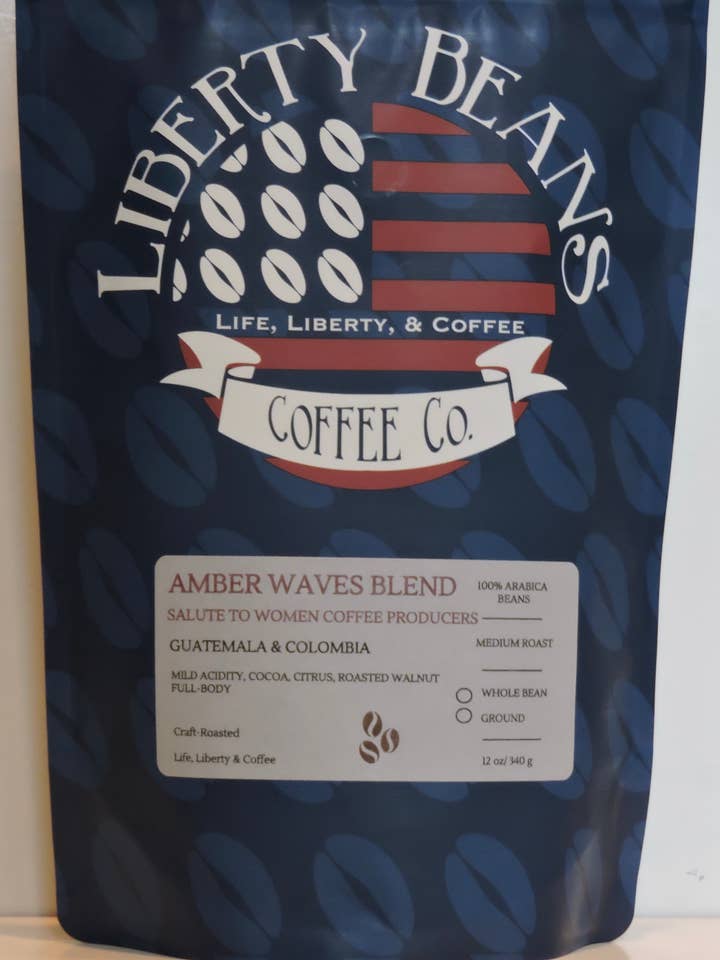 LIBERTY BEANS
LIFE, LIBERTY, & COFFEE
COFFEE CO.
AMBER WAVES BLEND
SALUTE TO WOMEN COFFEE PRODUCERS
GUATEMALA & COLOMBIA
MILD ACIDITY, COCOA, CITRUS, ROASTED WALNUT
FULL-BODY
Craft-Roasted
Life, Liberty & Coffee
100% ARABICA
BEANS
MEDIUM ROAST
WHOLE BEAN
GROUND
12 oz/ 340 g